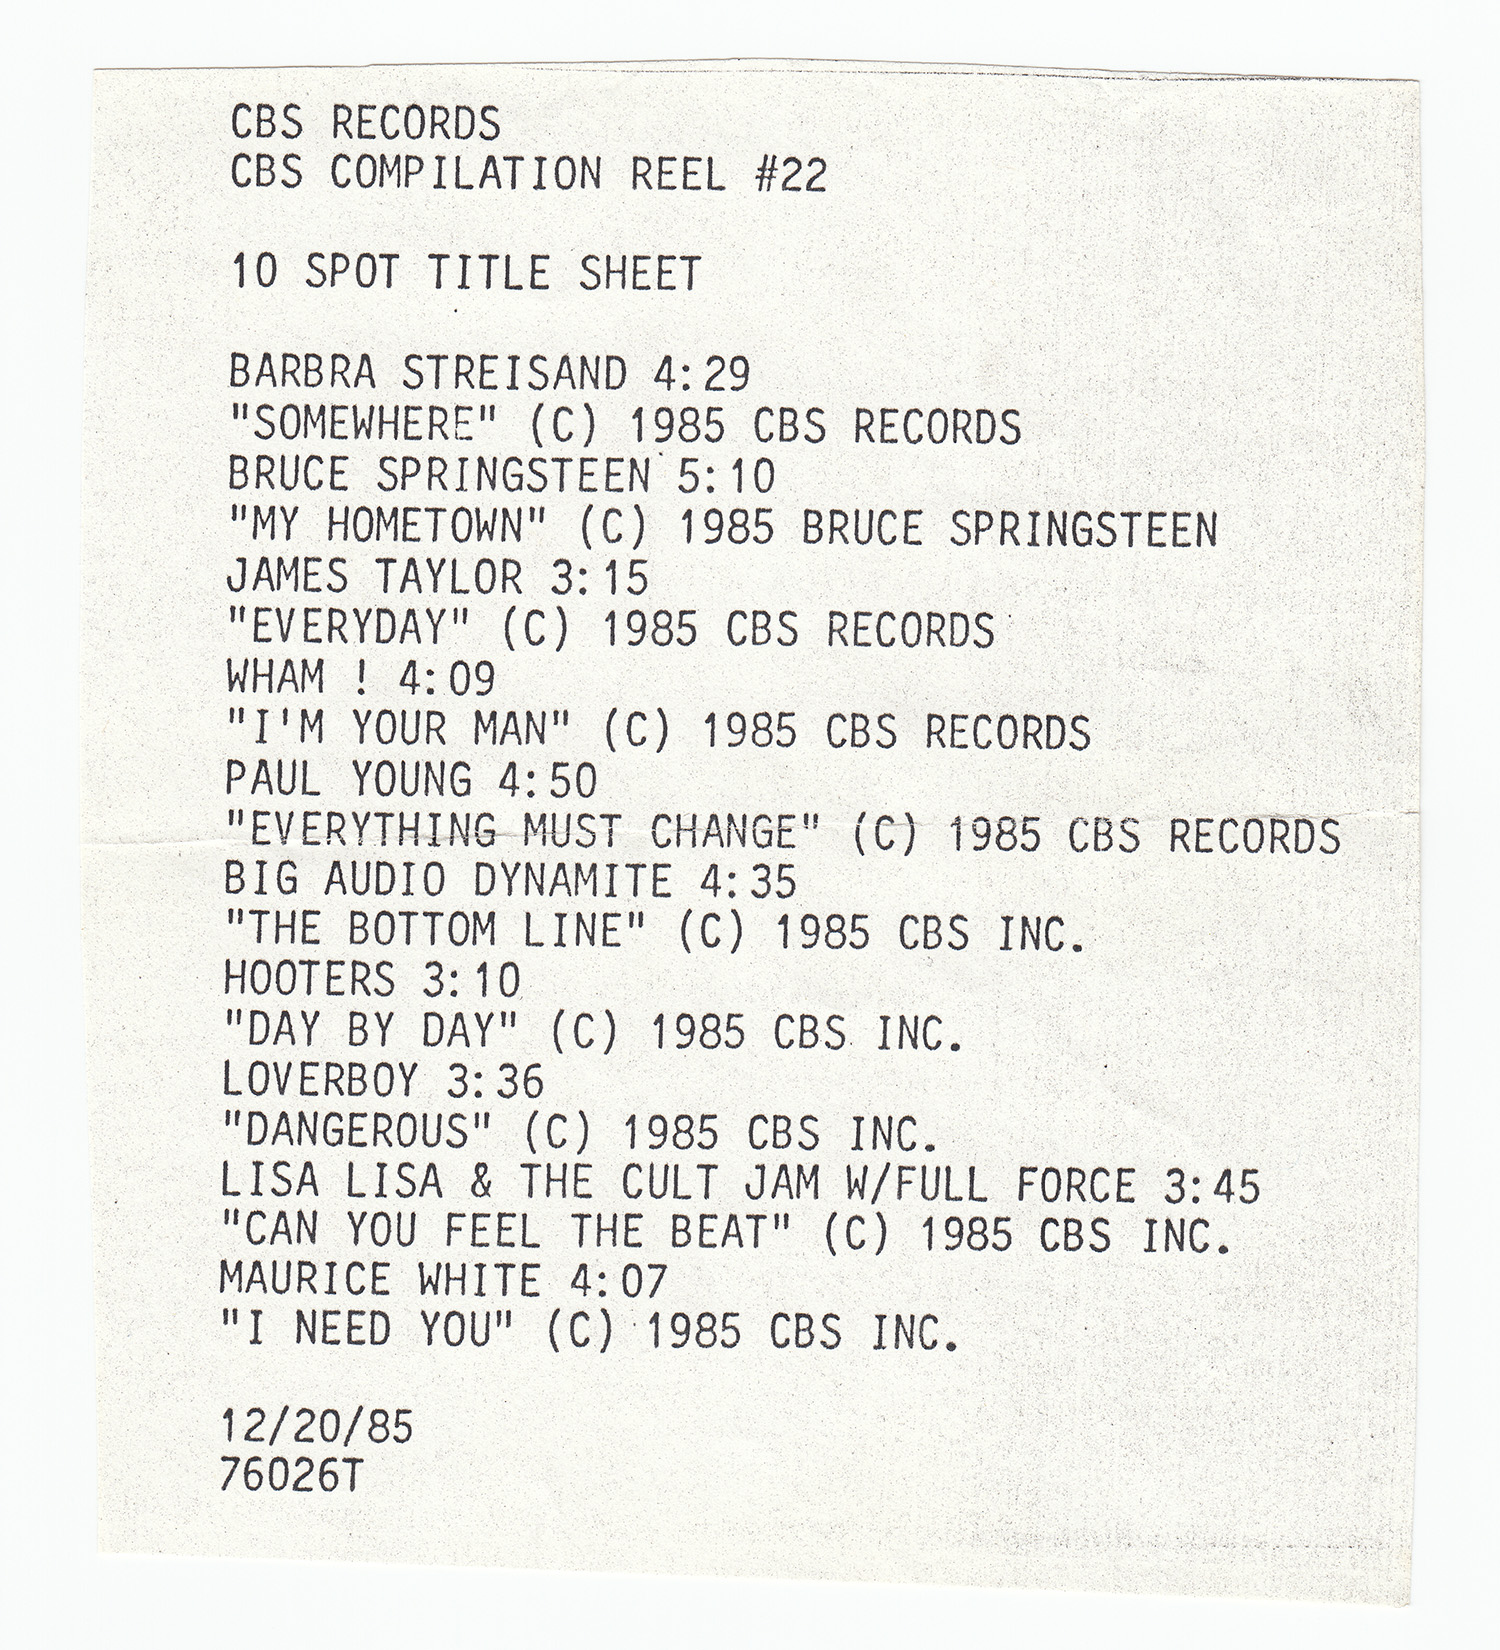 CBS RECORDS
CBS COMPILATION REEL #22
10 SPOT TITLE SHEET
BARBRA STREISAND 4:29
"SOMEWHERE" (C) 1985 CBS RECORDS
BRUCE SPRINGSTEEN 5:10
"MY HOMETOWN" (C) 1985 BRUCE SPRINGSTEEN
JAMES TAYLOR 3:15
"EVERYDAY" (C) 1985 CBS RECORDS
WHAM ! 4:09
"I'M YOUR MAN" (C) 1985 CBS RECORDS
PAUL YOUNG 4:50
"EVERYTHING MUST CHANGE" (C) 1985 CBS RECORDS
BIG AUDIO DYNAMITE 4:35
"THE BOTTOM LINE" (C) 1985 CBS INC.
HOOTERS 3:10
"DAY BY DAY" (C) 1985 CBS INC.
LOVERBOY 3:36
"DANGEROUS" (C) 1985 CBS INC.
LISA LISA & THE CULT JAM W/FULL FORCE 3:45
"CAN YOU FEEL THE BEAT" (C) 1985 CBS INC.
MAURICE WHITE 4:07
"I NEED YOU" (C) 1985 CBS INC.
12/20/85
76026T